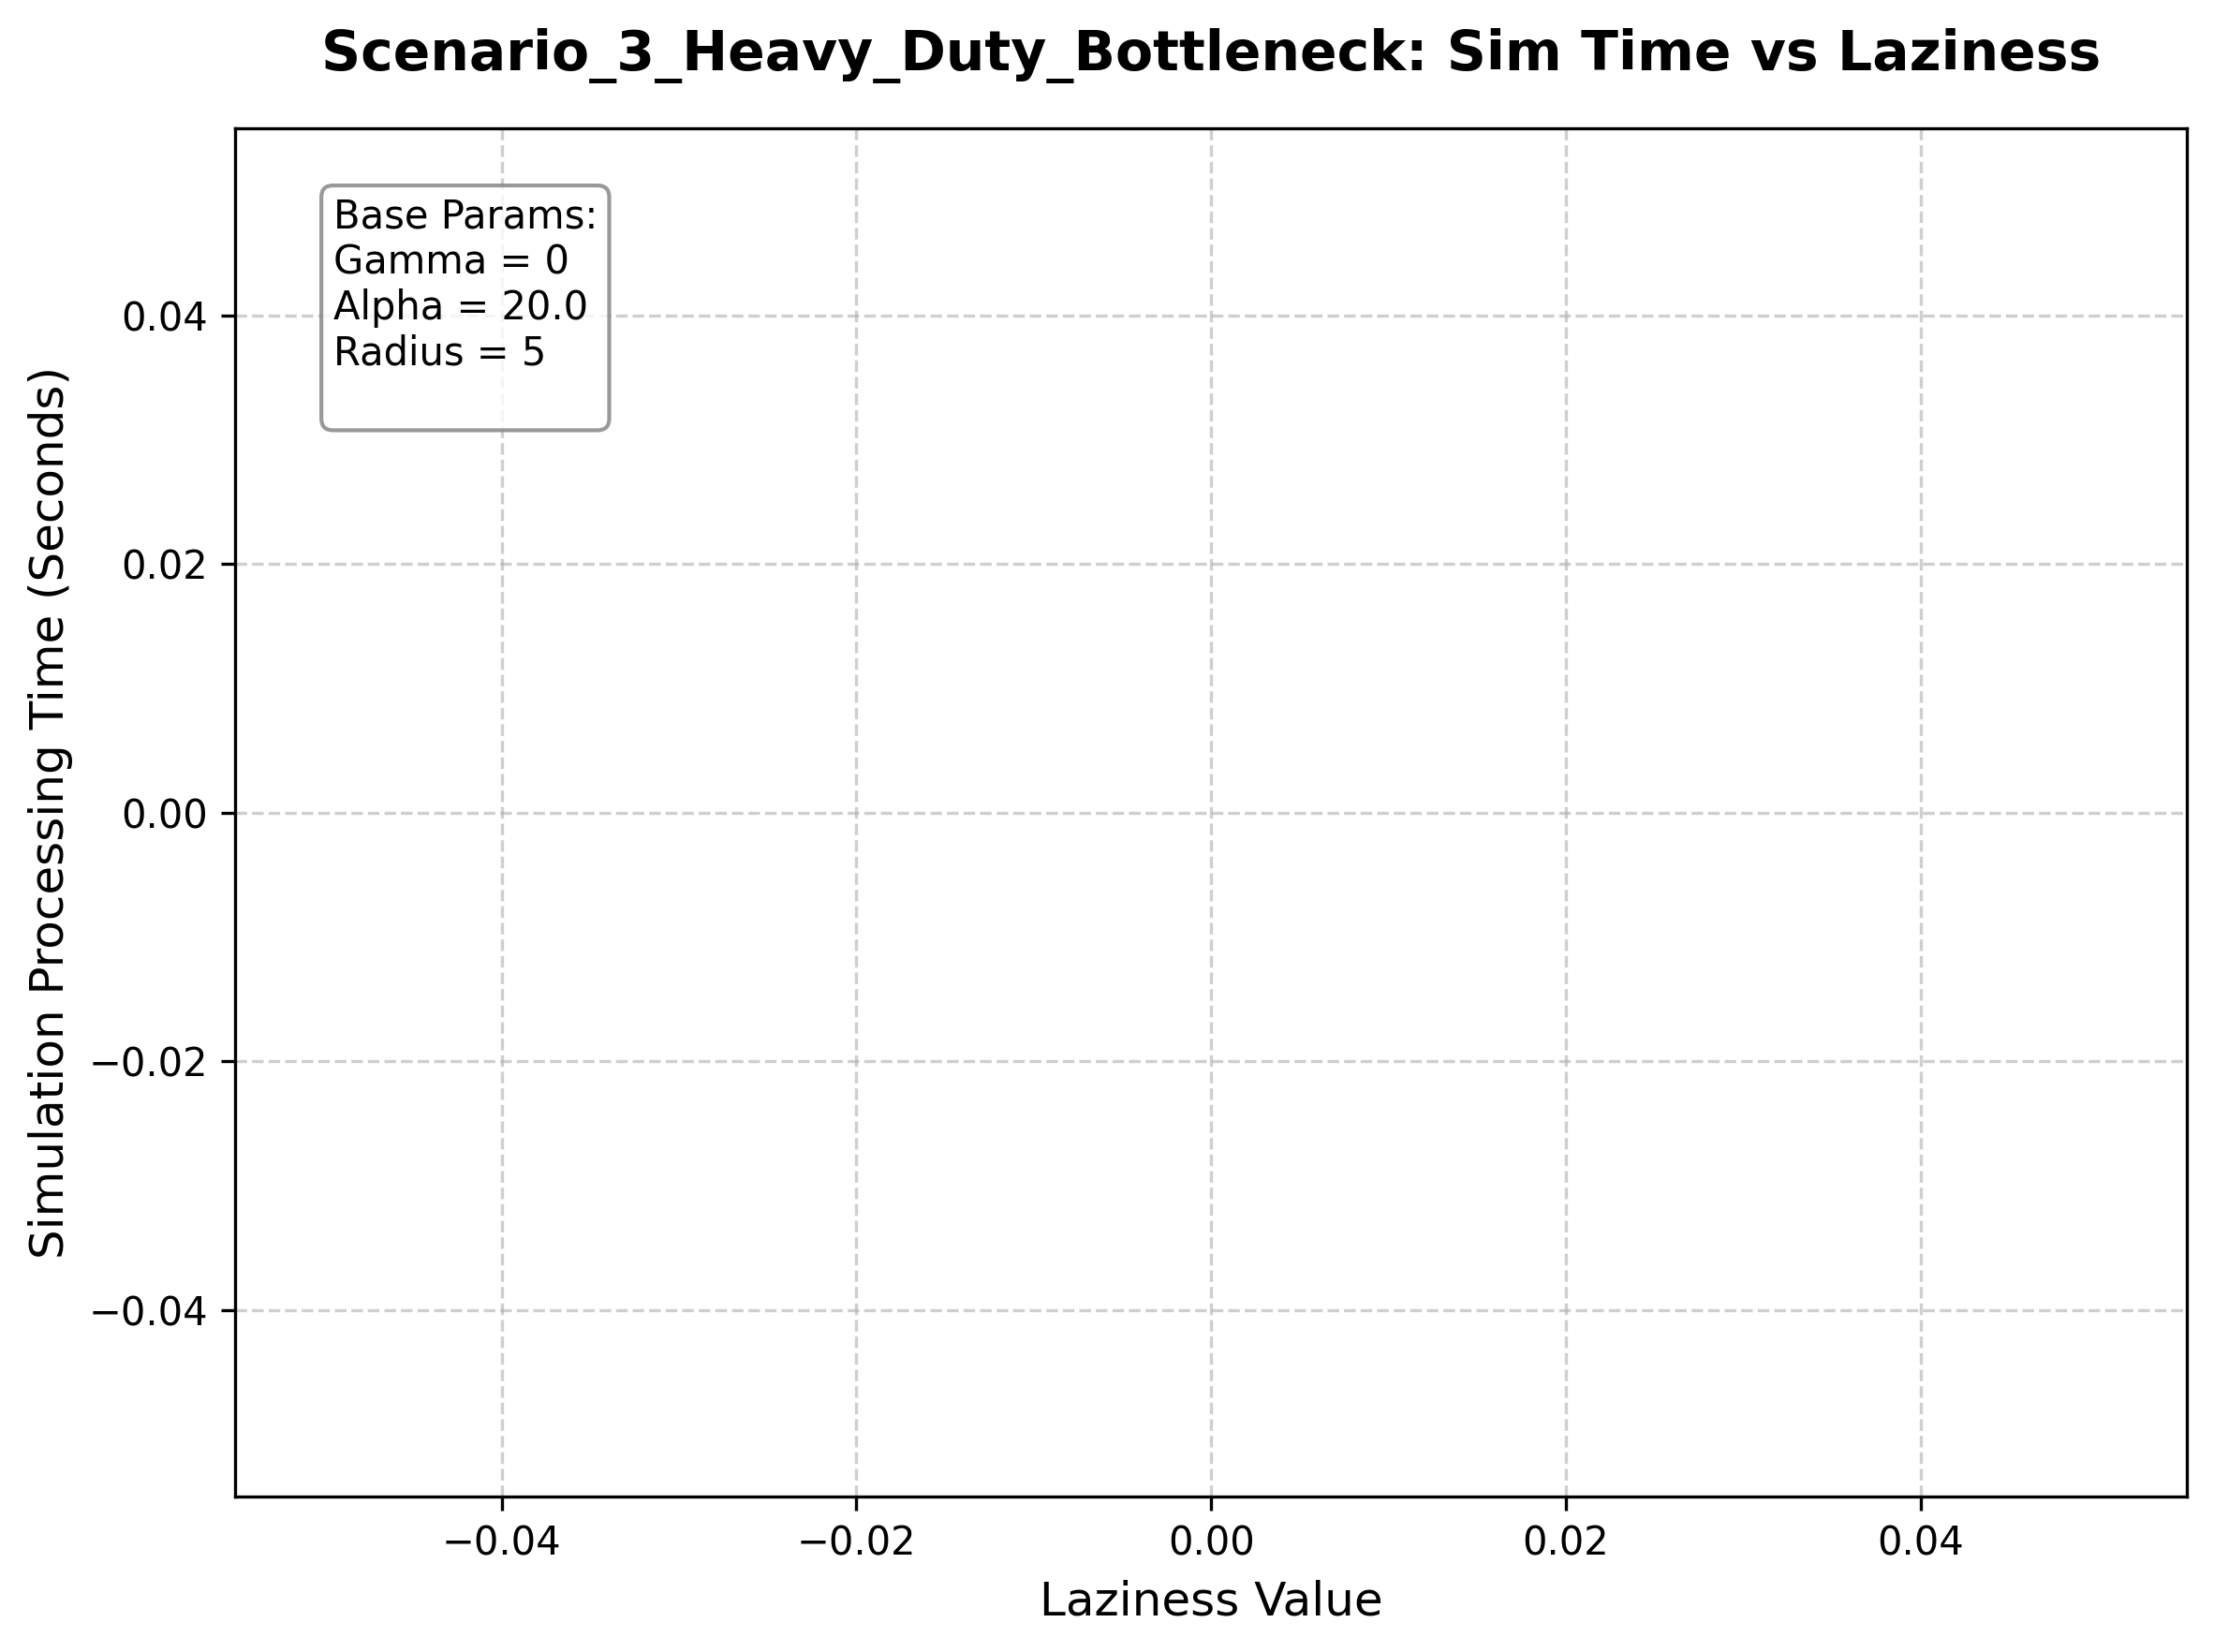 Scenario_3_Heavy_Duty_Bottleneck: Sim Time vs Laziness
Base Params:
Gamma = 0
Alpha = 20.0
Radius = 5
Simulation Processing Time (Seconds)
0.04
0.02
0.00
−0.02
−0.04
−0.04 −0.02 0.00 0.02 0.04
Laziness Value